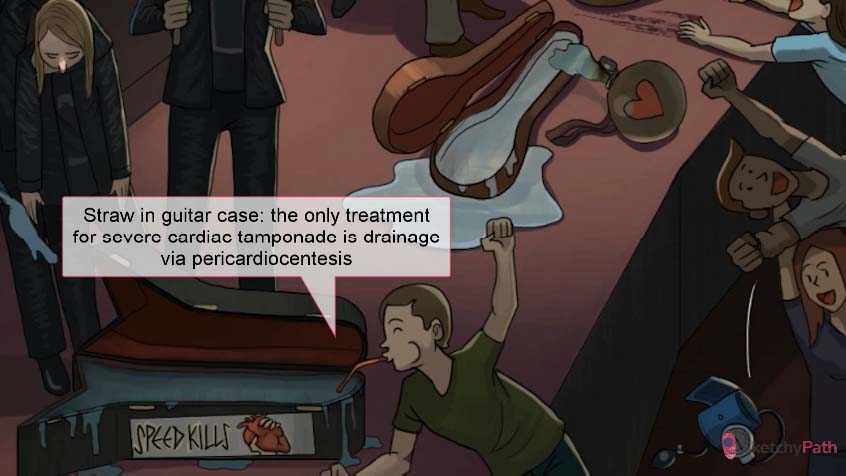 Straw in guitar case: the only treatment
for severe cardiac tamponade is drainage
via pericardiocentesis
SPEED KILLS
SketchyPath